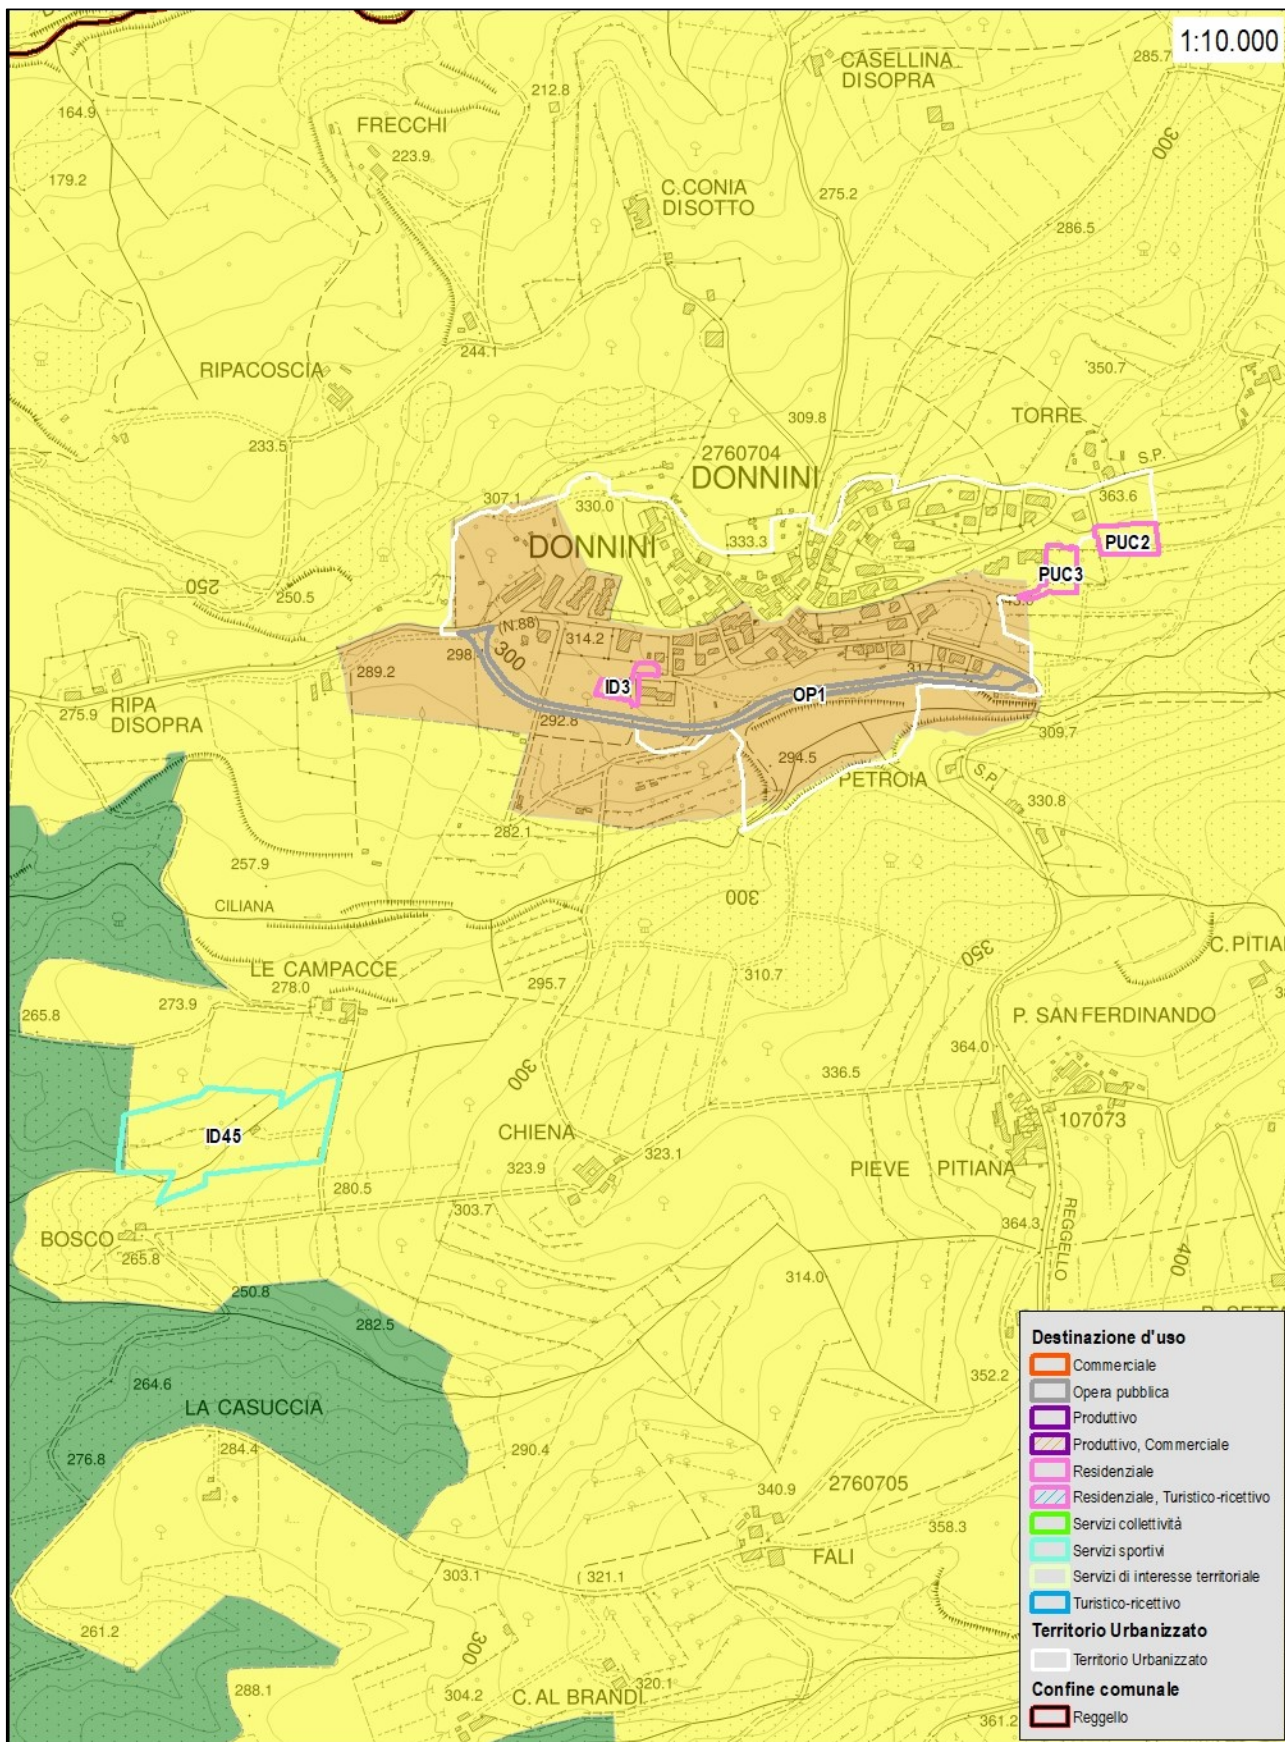 1:10.000
285.7
CASELLINA
DISOPRA
212.8
164.9
FRECCHI
223.9
300
179.2
C.CONIA
DISOTTO
275.2
286.5
244.1
RIPACOSCIA
350.7
309.8
TORRE
233.5
2760704
DONNINI
S.P.
307.1
330.0
363.6
333.3
DONNINI
PUC2
PUC3
250
250.5
(N.88)
314.2
298.
300
289.2
317.1
ID3
OP1
RIPA
DISOPRA
275.9
292.8
309.7
294.5
S.P.
PETROIA
330.8
282.1
257.9
300
CILIANA
C. PITIA
350
LE CAMPACCE
278.0
310.7
295.7
273.9
265.8
P. SAN FERDINANDO
364.0
336.5
300
107073
ID45
CHIENA
323.9
323.1
PIEVE PITIANA
280.5
303.7
REGGELLO
364.3
BOSCO
265.8
400
314.0
250.8
282.5
352.2
264.6
LA CASUCCIA
284.4
290.4
276.8
340.9
2760705
358.3
FALI
303.1
321.1
261.2
300
320.1
288.1
304.2
C. AL BRANDI
361.2
Destinazione d'uso
Commerciale
Opera pubblica
Produttivo
Produttivo, Commerciale
Residenziale
Residenziale, Turistico-ricettivo
Servizi collettività
Servizi sportivi
Servizi di interesse territoriale
Turistico-ricettivo
Territorio Urbanizzato
Territorio Urbanizzato
Confine comunale
Reggello